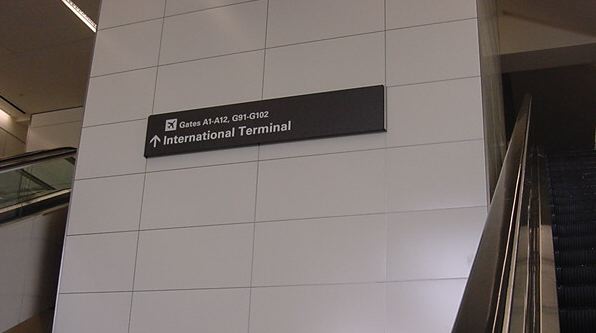 Gates A1-A12, G91-G102
International Terminal